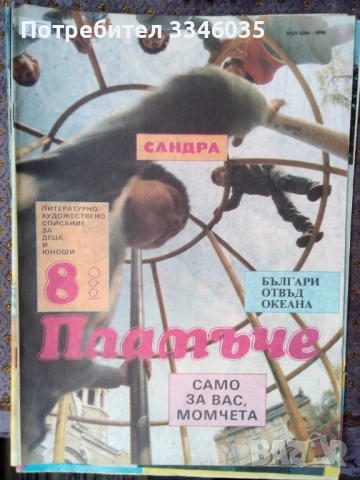 Потребител 3346035
САНДРА
ЛИТЕРАТУРНО-
ХУДОЖЕСТВЕНО
СПИСАНИЕ
ЗА
ДЕЦА
И
ЮНОШИ
8
1990
БЪЛГАРИ
ОТВЪД
ОКЕАНА
Пламъче
САМО
ЗА ВАС,
МОМЧЕТА
BAZAR